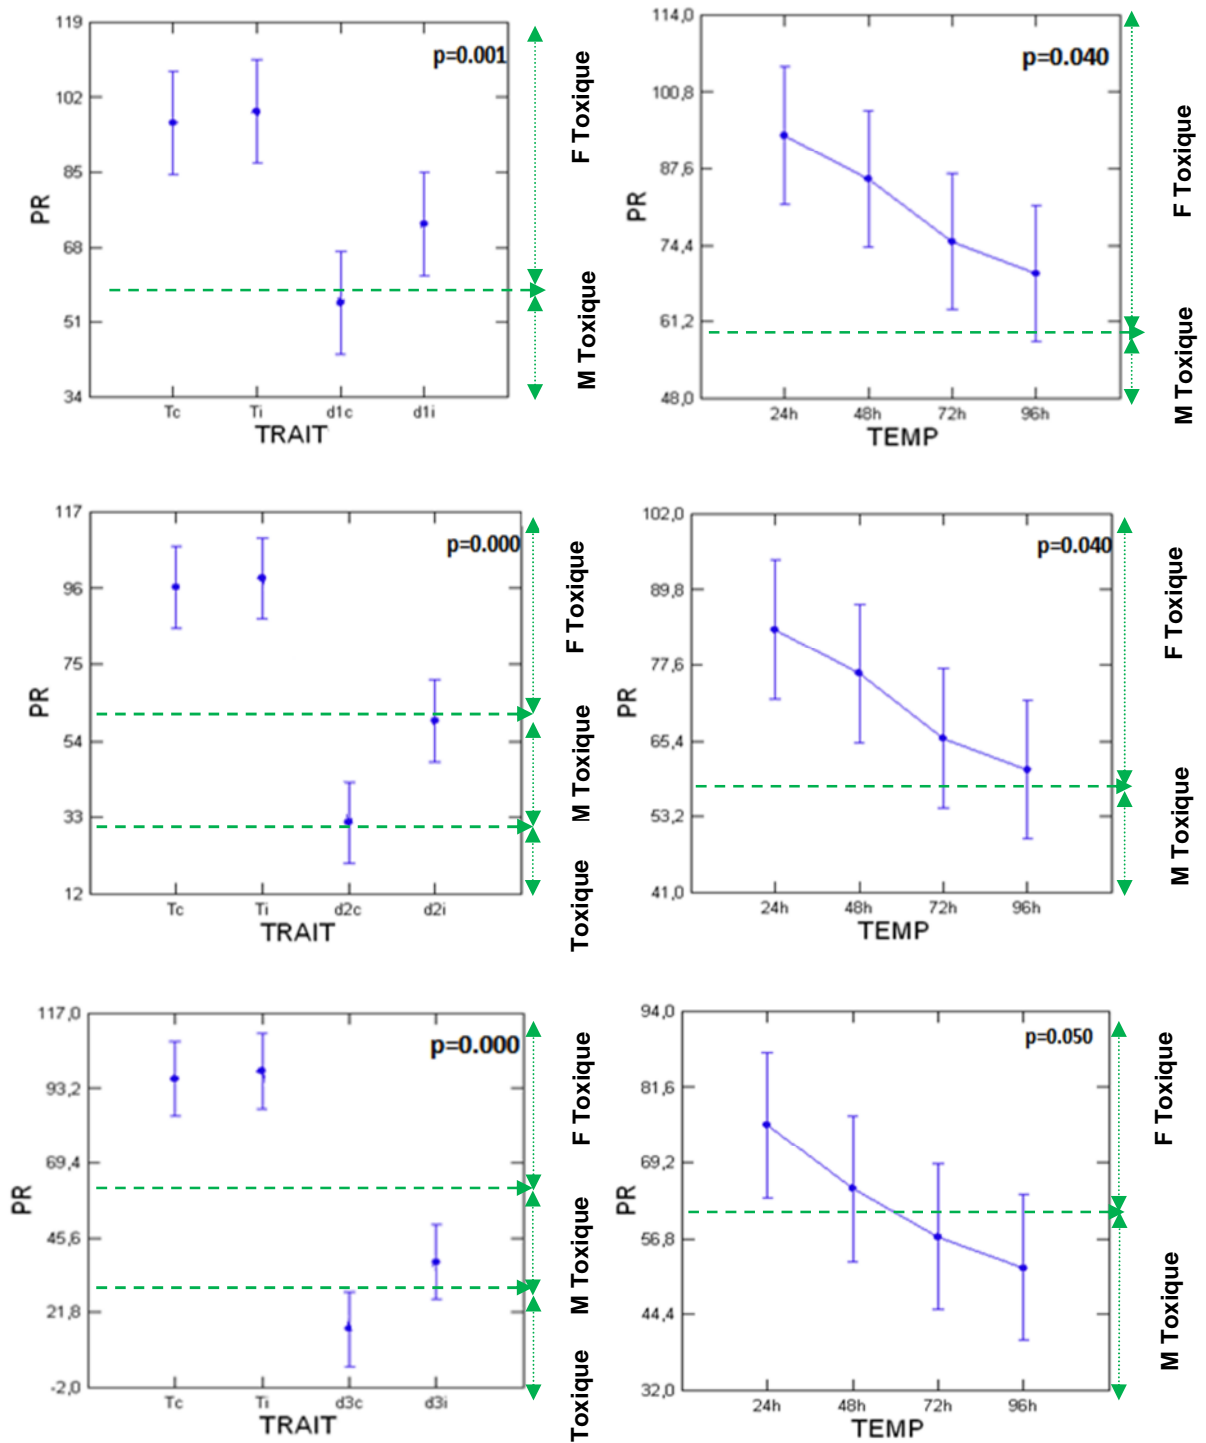 119
102
85
68
51
34
PR
p=0.001
Tc Ti d1c d1i
TRAIT
F Toxique
M Toxique
114,0
100,8
87,6
74,4
61,2
48,0
PR
p=0.040
24h 48h 72h 96h
TEMP
F Toxique
M Toxique
117
96
75
54
33
12
PR
p=0.000
Tc Ti d2c d2i
TRAIT
F Toxique
M Toxique
Toxique
102,0
89,8
77,6
65,4
53,2
41,0
PR
p=0.040
24h 48h 72h 96h
TEMP
F Toxique
M Toxique
117,0
93,2
69,4
45,6
21,8
-2,0
PR
p=0.000
Tc Ti d3c d3i
TRAIT
F Toxique
M Toxique
Toxique
94,0
81,6
69,2
56,8
44,4
32,0
PR
p=0.050
24h 48h 72h 96h
TEMP
F Toxique
M Toxique